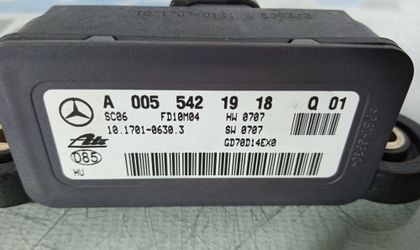 A 005 542 19 18 Q 01
SC06 FD10M04 HW 0707
10.1701-0630.3 SW 0707
Ate GD70D14EX0
085
HU